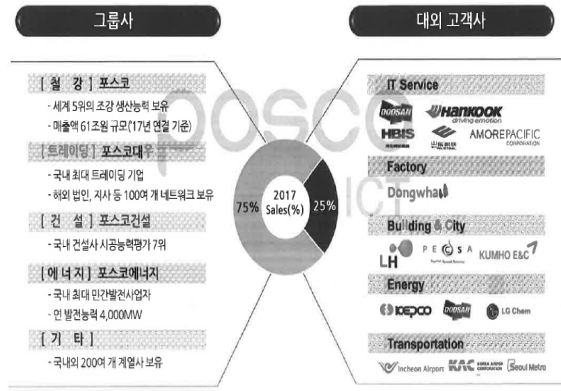 그룹사
대외 고객사
posco
ICT
[ 철 강 ] 포스코
- 세계 5위의 조강 생산능력 보유
- 매출액 61조원 규모('17년 연결 기준)
[ 트레이딩 ] 포스코대우
- 국내 최대 트레이딩 기업
- 해외 법인, 지사 등 100여 개 네트워크 보유
[ 건 설 ] 포스코건설
- 국내 건설사 시공능력평가 7위
[ 에 너 지 ] 포스코에너지
- 국내 최대 민간발전사업자
- 인 발전능력 4,000MW
[ 기 타 ]
- 국내외 200여 개 계열사 보유
75%
2017
Sales(%)
25%
IT Service
DOOSAN HANKOOK
driving emotion
HBIS AMOREPACIFIC
CORPORATION
Factory
Dongwha
Building & City
LH PECSA KUMHO E&C
Energy
KEPCO DOOSAN LG Chem
Transportation
Incheon Airport KAC KOREA AIRPORT CORPORATION Seoul Metro